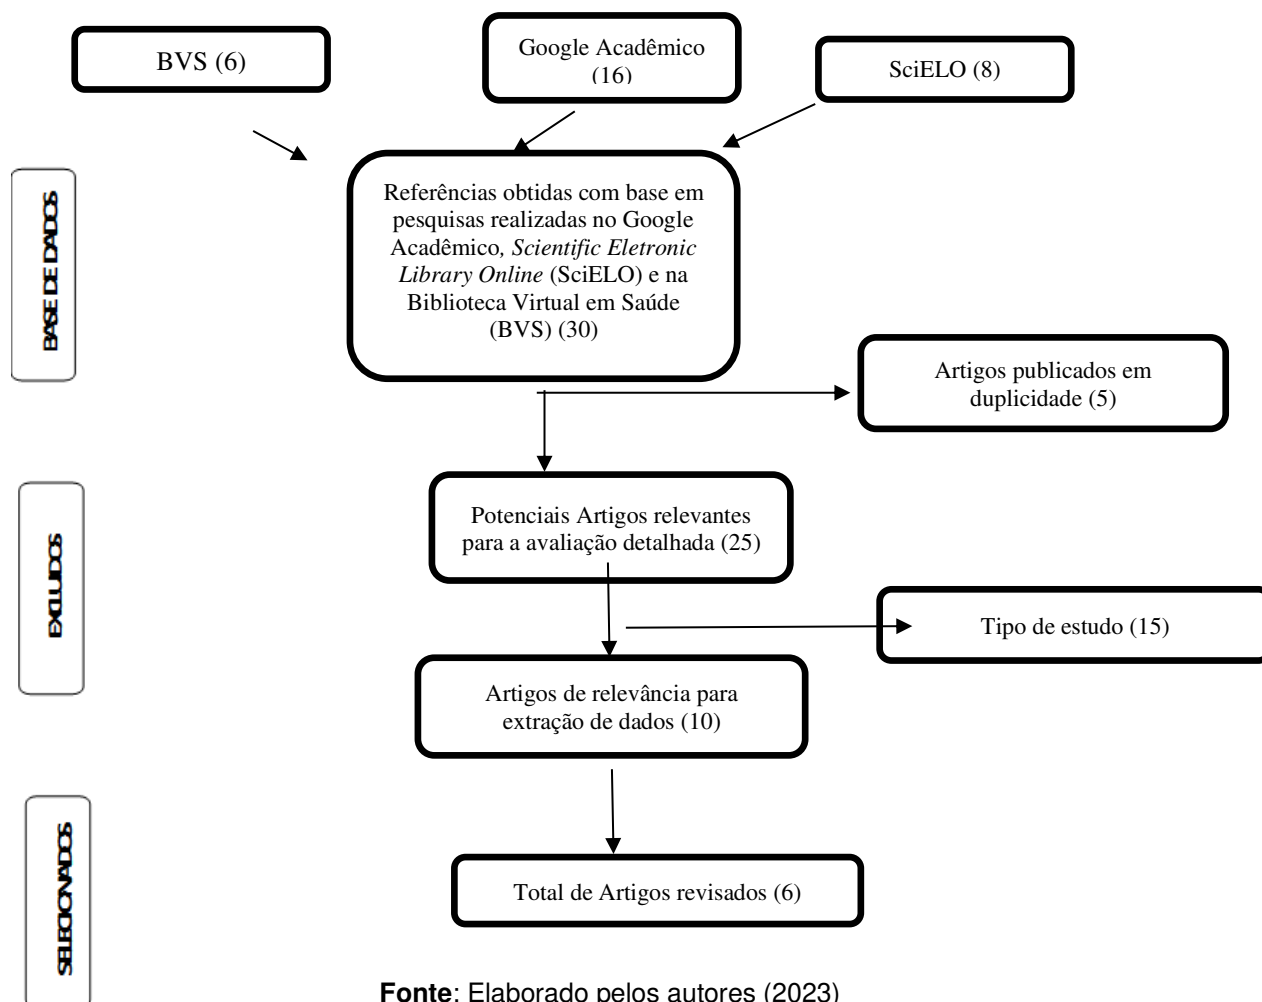 BVS (6)
Google Acadêmico
(16)
SciELO (8)
BASE DE DADOS
Referências obtidas com base em
pesquisas realizadas no Google
Acadêmico, Scientific Eletronic
Library Online (SciELO) e na
Biblioteca Virtual em Saúde
(BVS) (30)
Artigos publicados em
duplicidade (5)
EXCLUIDOS
Potenciais Artigos relevantes
para a avaliação detalhada (25)
Tipo de estudo (15)
Artigos de relevância para
extração de dados (10)
SELECIONADOS
Total de Artigos revisados (6)
Fonte: Elaborado pelos autores (2023)